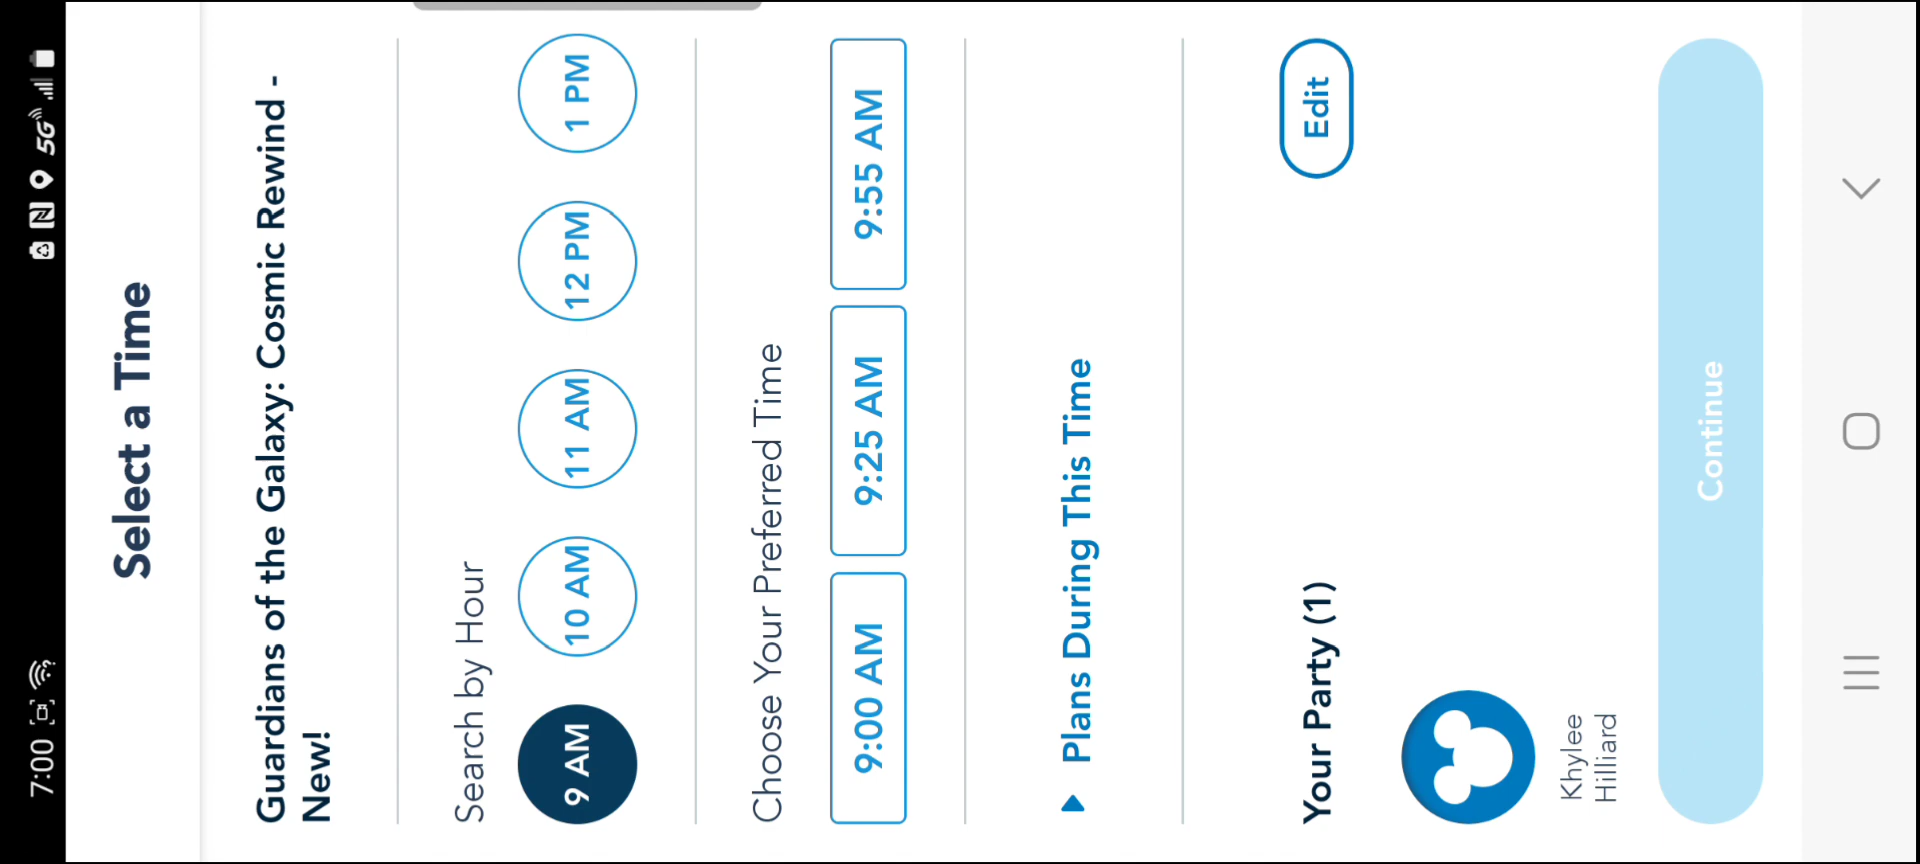 7:00
5G
Select a Time
Guardians of the Galaxy: Cosmic Rewind -
New!
Search by Hour
9 AM 10 AM 11 AM 12 PM 1 PM
Choose Your Preferred Time
9:00 AM 9:25 AM 9:55 AM
Plans During This Time
Your Party (1)
Edit
Khylee
Hilliard
Continue